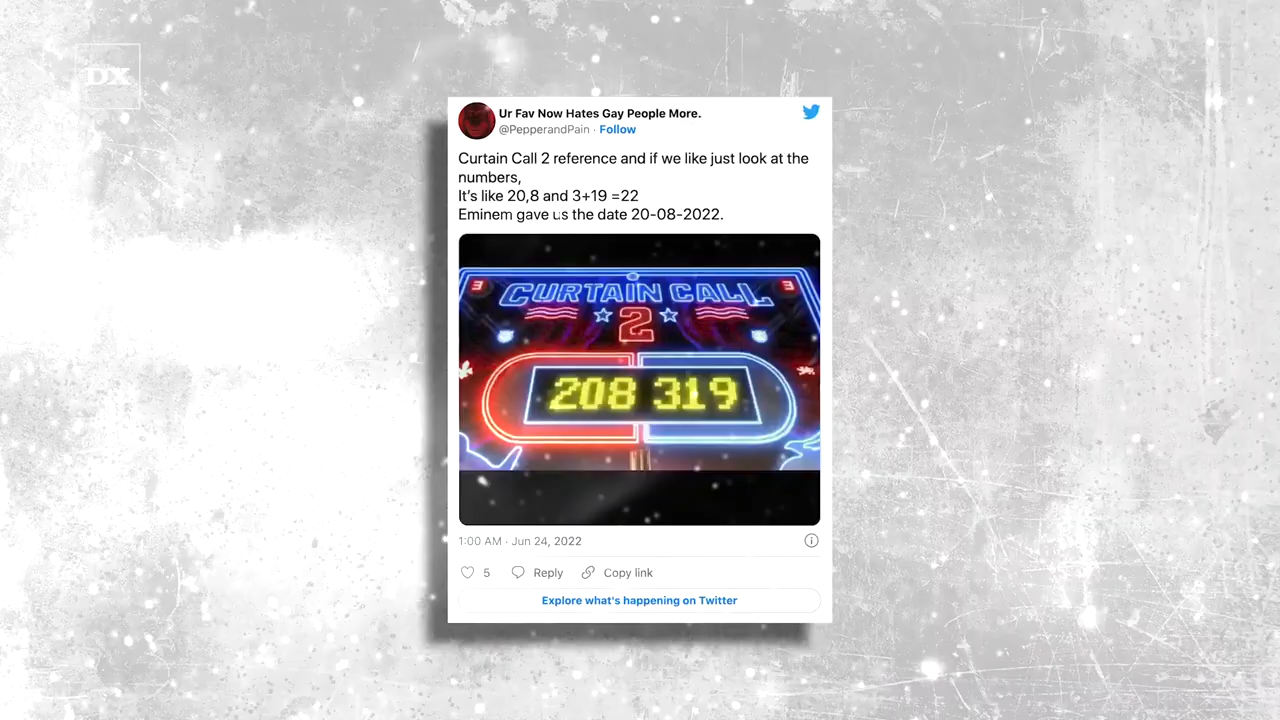 DX
Ur Fav Now Hates Gay People More.
@PepperandPain · Follow
Curtain Call 2 reference and if we like just look at the
numbers,
It's like 20,8 and 3+19 =22
Eminem gave us the date 20-08-2022.
3 CURTAIN CALL 3
2
208 319
1:00 AM · Jun 24, 2022
5 Reply Copy link
Explore what's happening on Twitter